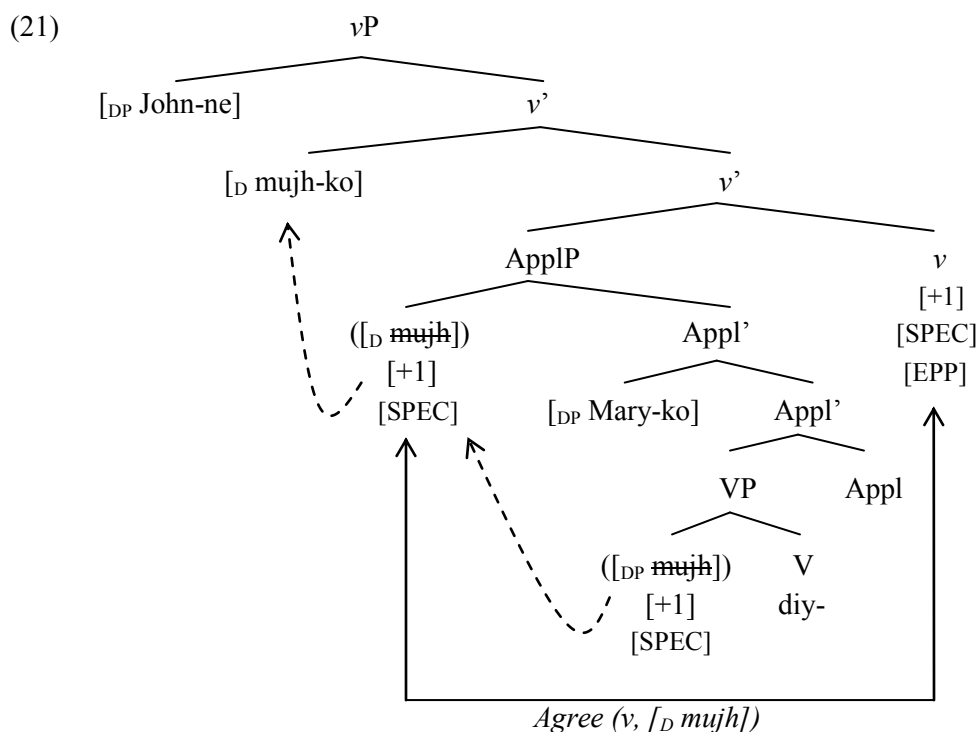 (21) vP
[DP John-ne] v’
[D mujh-ko] v’
ApplP v
([D mujh]) Appl’ [+1]
[+1] [SPEC]
[SPEC] [DP Mary-ko] Appl’ [EPP]
VP Appl
([DP mujh]) V
[+1] diy-
[SPEC]
Agree (v, [D mujh])